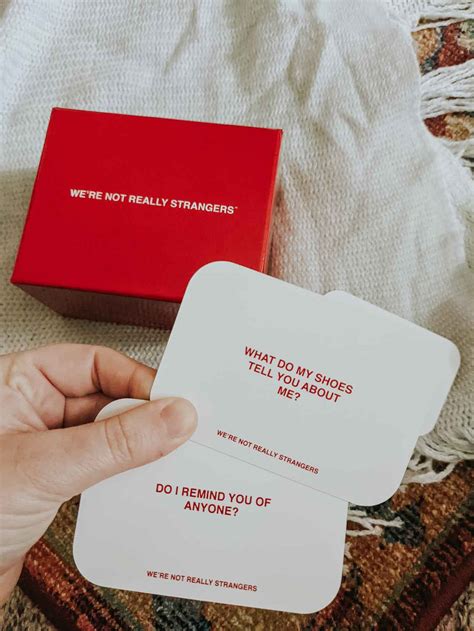 WE'RE NOT REALLY STRANGERS™
WHAT DO MY SHOES
TELL YOU ABOUT
ME?
WE'RE NOT REALLY STRANGERS
DO I REMIND YOU OF
ANYONE?
WE'RE NOT REALLY STRANGERS